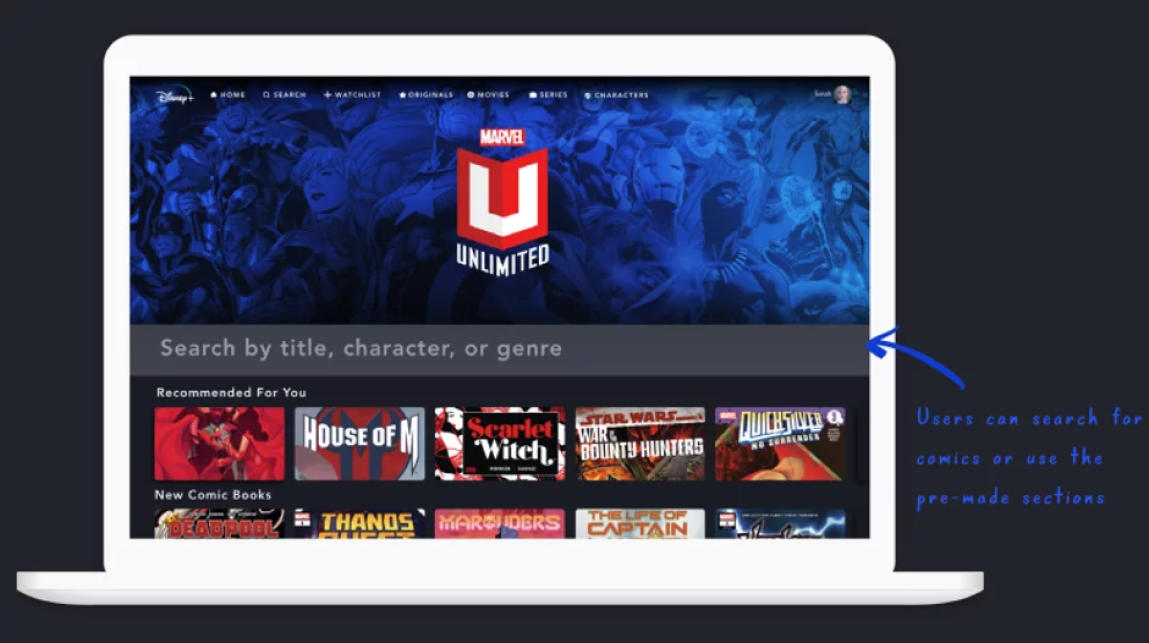 Disney+ HOME SEARCH WATCHLIST ORIGINALS MOVIES SERIES CHARACTERS Sarah
MARVEL
U
UNLIMITED
Search by title, character, or genre
Users can search for
comics or use the
pre-made sections
Recommended For You
HOUSE OF M
Scarlet
Witch
STAR WARS
WAR OF THE
BOUNTY HUNTERS
MARVEL
QUICKSILVER
NO SURRENDER
New Comic Books
DEADPOOL
THANOS
QUEST
MARAUDERS
THE LIFE OF
CAPTAIN